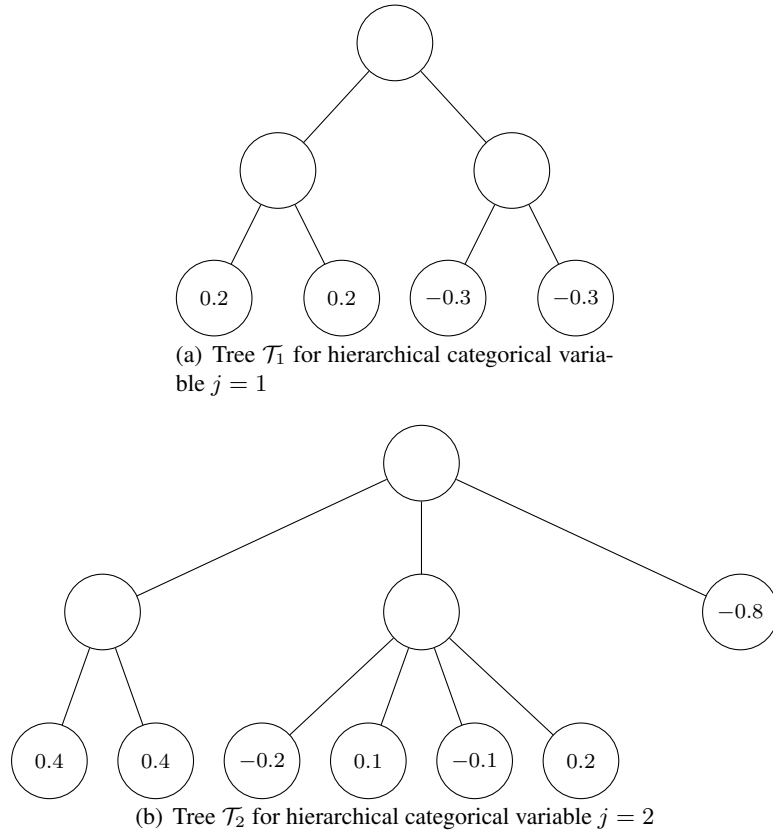 0.2 0.2 −0.3 −0.3
(a) Tree 𝒯₁ for hierarchical categorical varia-
ble j = 1
−0.8
0.4 0.4 −0.2 0.1 −0.1 0.2
(b) Tree 𝒯₂ for hierarchical categorical variable j = 2